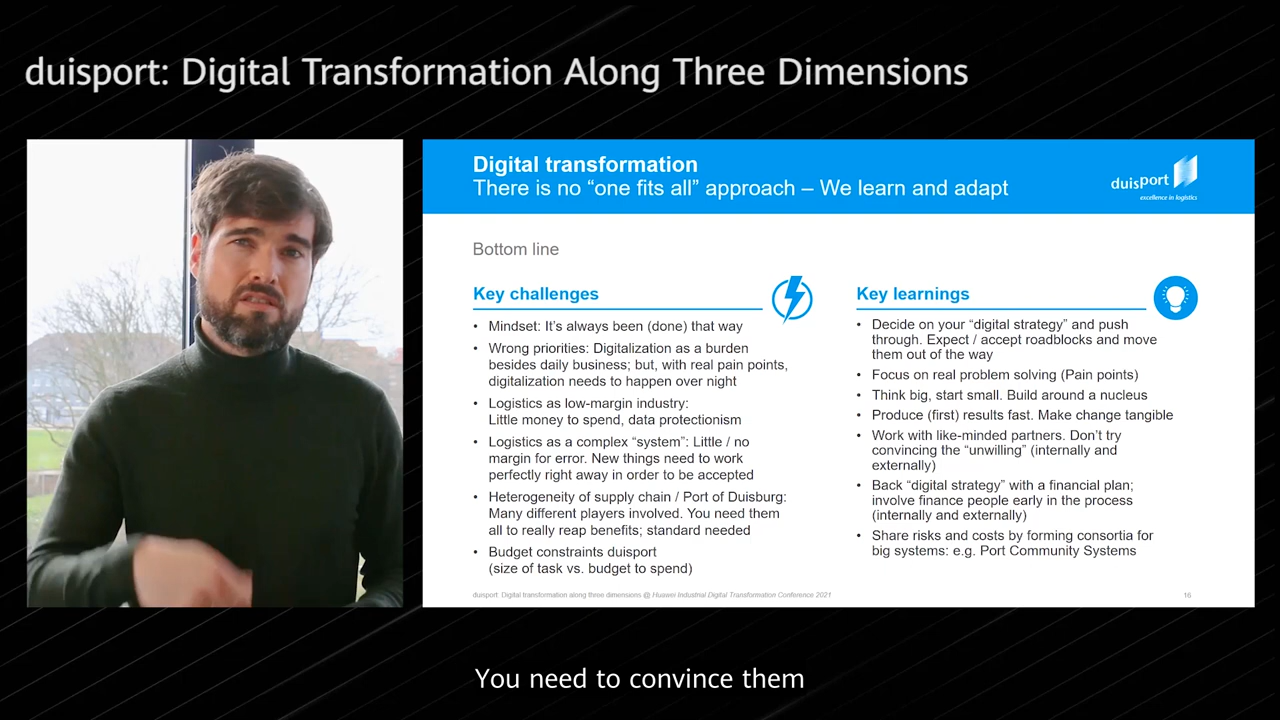 duisport: Digital Transformation Along Three Dimensions
Digital transformation
There is no “one fits all” approach – We learn and adapt
duisport
excellence in logistics
Bottom line
Key challenges
• Mindset: It’s always been (done) that way
• Wrong priorities: Digitalization as a burden
besides daily business; but, with real pain points,
digitalization needs to happen over night
• Logistics as low-margin industry:
Little money to spend, data protectionism
• Logistics as a complex “system”: Little / no
margin for error. New things need to work
perfectly right away in order to be accepted
• Heterogeneity of supply chain / Port of Duisburg:
Many different players involved. You need them
all to really reap benefits; standard needed
• Budget constraints duisport
(size of task vs. budget to spend)
Key learnings
• Decide on your “digital strategy” and push
through. Expect / accept roadblocks and move
them out of the way
• Focus on real problem solving (Pain points)
• Think big, start small. Build around a nucleus
• Produce (first) results fast. Make change tangible
• Work with like-minded partners. Don’t try
convincing the “unwilling” (internally and
externally)
• Back “digital strategy” with a financial plan;
involve finance people early in the process
(internally and externally)
• Share risks and costs by forming consortia for
big systems: e.g. Port Community Systems
duisport: Digital transformation along three dimensions @ Huawei Industrial Digital Transformation Conference 2021
16
You need to convince them